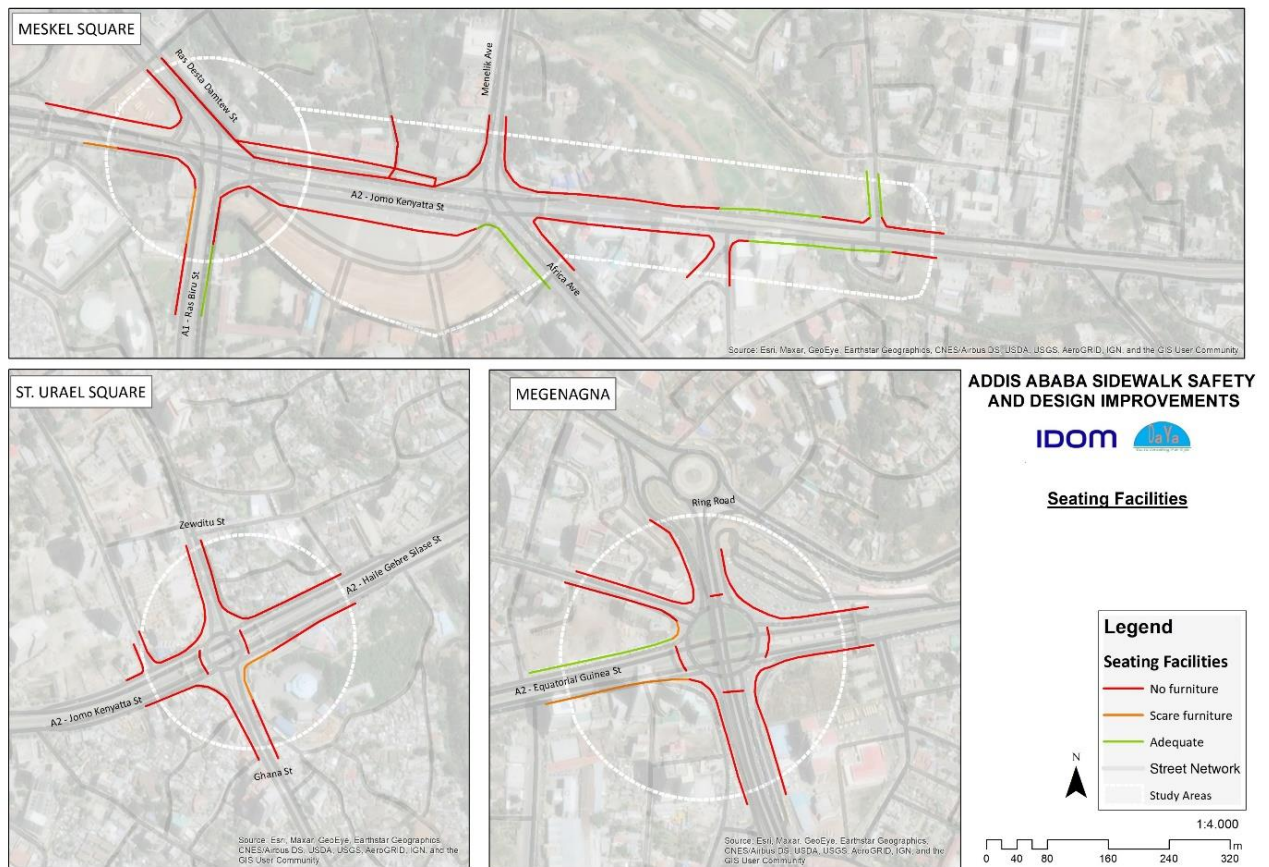 MESKEL SQUARE
Ras Desta Damtew St
Menelik Ave
A2 - Jomo Kenyatta St
Africa Ave
A1 - Ras Biru St
Source: Esri, Maxar, GeoEye, Earthstar Geographics, CNES/Airbus DS, USDA, USGS, AeroGRID, IGN, and the GIS User Community
ST. URAEL SQUARE
Zewditu St
A2 - Haile Gebre Silase St
A2 - Jomo Kenyatta St
Ghana St
Source: Esri, Maxar, GeoEye, Earthstar Geographics,
CNES/Airbus DS, USDA, USGS, AeroGRID, IGN, and the
GIS User Community
MEGENAGNA
Ring Road
A2 - Equatorial Guinea St
Source: Esri, Maxar, GeoEye, Earthstar Geographics,
CNES/Airbus DS, USDA, USGS, AeroGRID, IGN, and the
GIS User Community
ADDIS ABABA SIDEWALK SAFETY
AND DESIGN IMPROVEMENTS
IDOM
DaYa
Seating Facilities
Legend
Seating Facilities
No furniture
Scare furniture
Adequate
Street Network
Study Areas
N
1:4.000
0 40 80 160 240 320 m